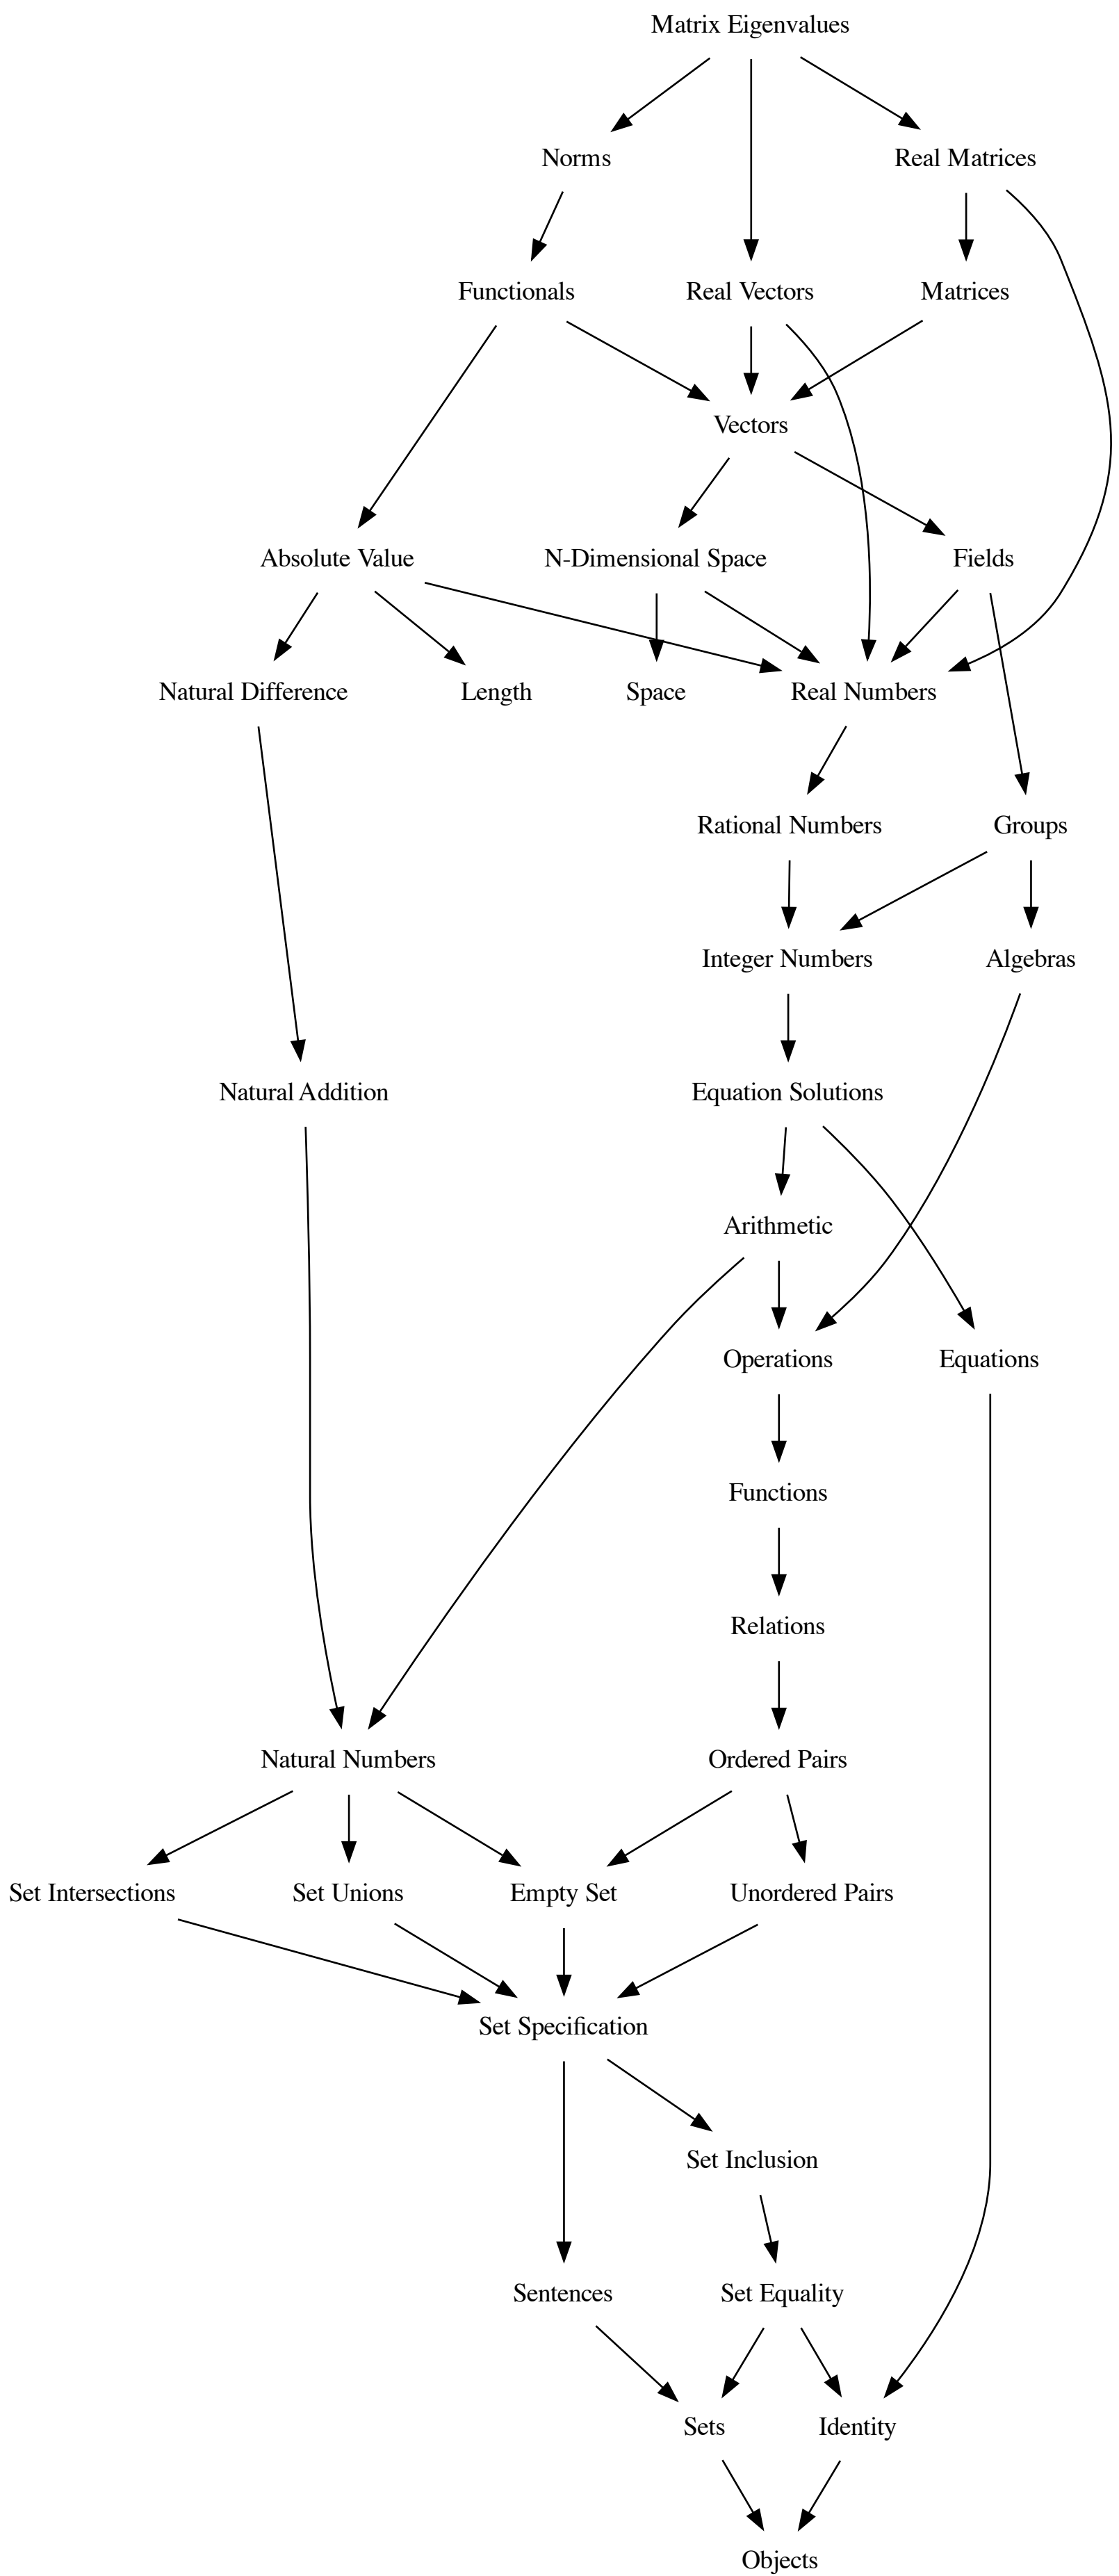 Matrix Eigenvalues
Norms
Real Matrices
Functionals
Real Vectors
Matrices
Vectors
Absolute Value
N-Dimensional Space
Fields
Natural Difference
Length
Space
Real Numbers
Rational Numbers
Groups
Integer Numbers
Algebras
Natural Addition
Equation Solutions
Arithmetic
Operations
Equations
Functions
Relations
Natural Numbers
Ordered Pairs
Set Intersections
Set Unions
Empty Set
Unordered Pairs
Set Specification
Set Inclusion
Sentences
Set Equality
Sets
Identity
Objects